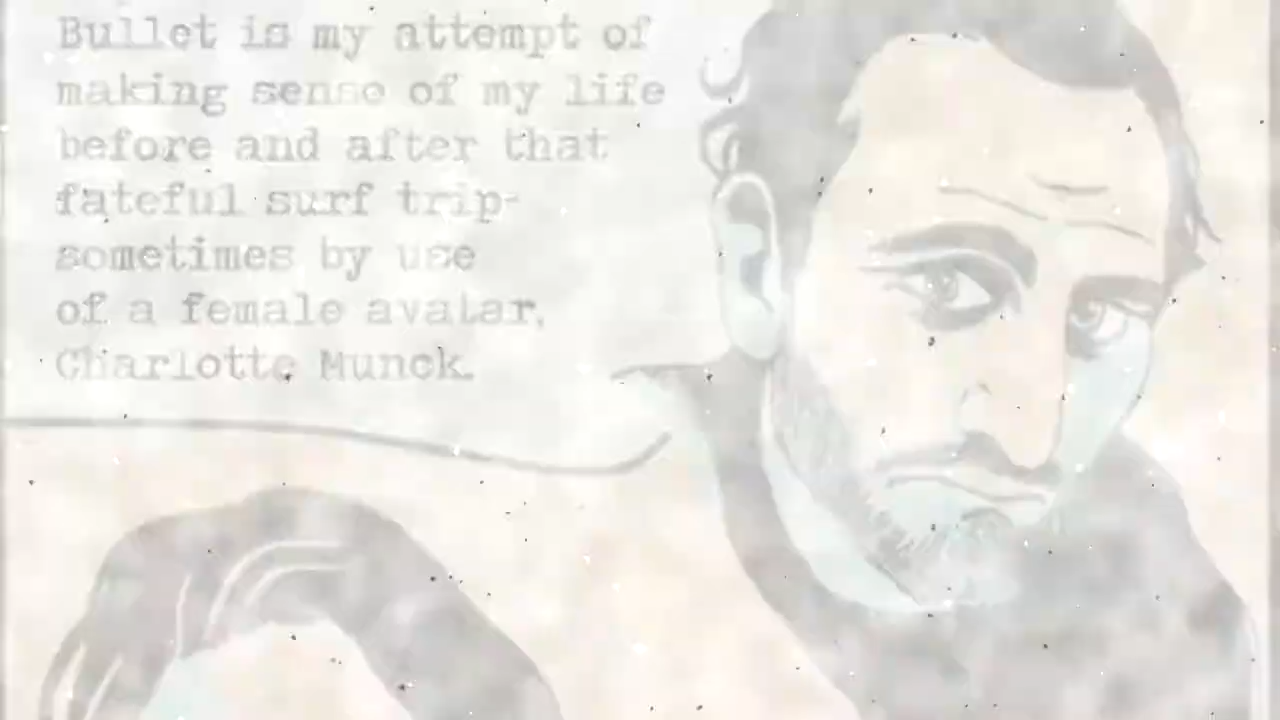 Bullet is my attempt of
making sense of my life
before and after that
fateful surf trip-
sometimes by use
of a female avatar,
Charlotte Munck.